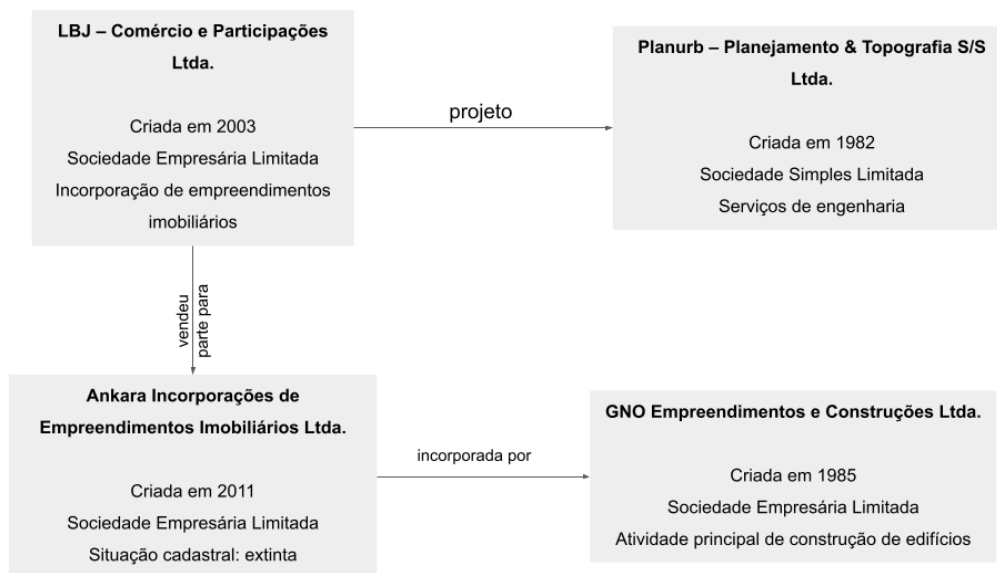 LBJ – Comércio e Participações
Ltda.
Criada em 2003
Sociedade Empresária Limitada
Incorporação de empreendimentos
imobiliários
projeto
Planurb – Planejamento & Topografia S/S
Ltda.
Criada em 1982
Sociedade Simples Limitada
Serviços de engenharia
vendeu
parte para
Ankara Incorporações de
Empreendimentos Imobiliários Ltda.
Criada em 2011
Sociedade Empresária Limitada
Situação cadastral: extinta
incorporada por
GNO Empreendimentos e Construções Ltda.
Criada em 1985
Sociedade Empresária Limitada
Atividade principal de construção de edifícios